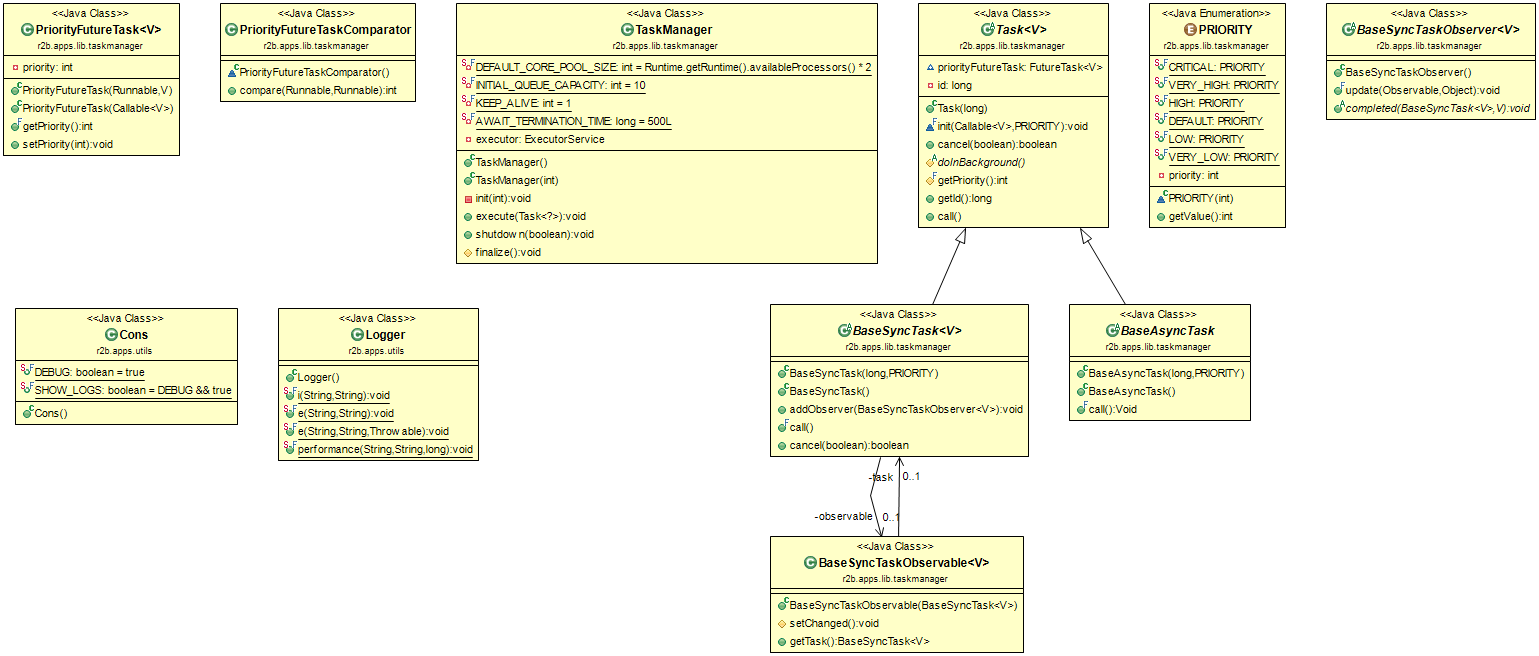 <<Java Class>>
PriorityFutureTask<V>
r2b.apps.lib.taskmanager
priority: int
PriorityFutureTask(Runnable,V)
PriorityFutureTask(Callable<V>)
getPriority():int
setPriority(int):void
<<Java Class>>
PriorityFutureTaskComparator
r2b.apps.lib.taskmanager
PriorityFutureTaskComparator()
compare(Runnable,Runnable):int
<<Java Class>>
TaskManager
r2b.apps.lib.taskmanager
DEFAULT_CORE_POOL_SIZE: int = Runtime.getRuntime().availableProcessors() * 2
INITIAL_QUEUE_CAPACITY: int = 10
KEEP_ALIVE: int = 1
AWAIT_TERMINATION_TIME: long = 500L
executor: ExecutorService
TaskManager()
TaskManager(int)
init(int):void
execute(Task<?>):void
shutdown(boolean):void
finalize():void
<<Java Class>>
Task<V>
r2b.apps.lib.taskmanager
priorityFutureTask: FutureTask<V>
id: long
Task(long)
init(Callable<V>,PRIORITY):void
cancel(boolean):boolean
doInBackground()
getPriority():int
getId():long
call()
<<Java Enumeration>>
PRIORITY
r2b.apps.lib.taskmanager
CRITICAL: PRIORITY
VERY_HIGH: PRIORITY
HIGH: PRIORITY
DEFAULT: PRIORITY
LOW: PRIORITY
VERY_LOW: PRIORITY
priority: int
PRIORITY(int)
getValue():int
<<Java Class>>
BaseSyncTaskObserver<V>
r2b.apps.lib.taskmanager
BaseSyncTaskObserver()
update(Observable,Object):void
completed(BaseSyncTask<V>,V):void
<<Java Class>>
Cons
r2b.apps.utils
DEBUG: boolean = true
SHOW_LOGS: boolean = DEBUG && true
Cons()
<<Java Class>>
Logger
r2b.apps.utils
Logger()
i(String,String):void
e(String,String):void
e(String,String,Throwable):void
performance(String,String,long):void
<<Java Class>>
BaseSyncTask<V>
r2b.apps.lib.taskmanager
BaseSyncTask(long,PRIORITY)
BaseSyncTask()
addObserver(BaseSyncTaskObserver<V>):void
call()
cancel(boolean):boolean
<<Java Class>>
BaseAsyncTask
r2b.apps.lib.taskmanager
BaseAsyncTask(long,PRIORITY)
BaseAsyncTask()
call():Void
-task 0..1
-observable 0..1
<<Java Class>>
BaseSyncTaskObservable<V>
r2b.apps.lib.taskmanager
BaseSyncTaskObservable(BaseSyncTask<V>)
setChanged():void
getTask():BaseSyncTask<V>